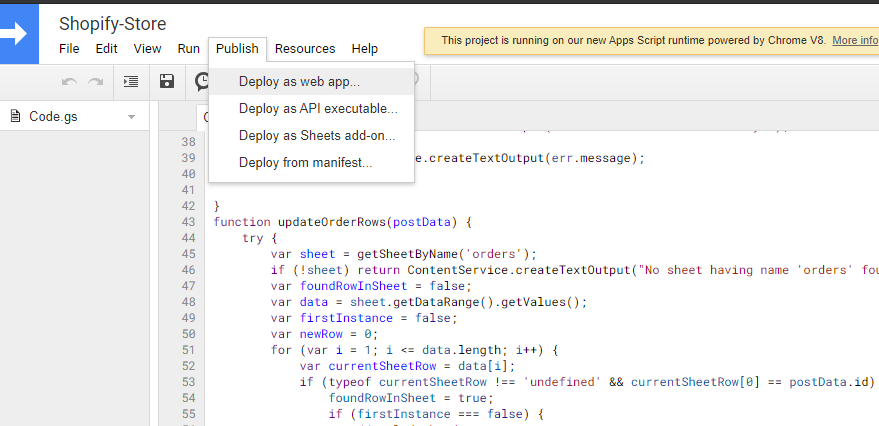 Shopify-Store
File Edit View Run Publish Resources Help
This project is running on our new Apps Script runtime powered by Chrome V8. More info
Deploy as web app...
Deploy as API executable...
Deploy as Sheets add-on...
Deploy from manifest...
Code.gs
38
39 e.createTextOutput(err.message);
40
41
42 }
43 function updateOrderRows(postData) {
44 try {
45 var sheet = getSheetByName('orders');
46 if (!sheet) return ContentService.createTextOutput("No sheet having name 'orders' fou
47 var foundRowInSheet = false;
48 var data = sheet.getDataRange().getValues();
49 var firstInstance = false;
50 var newRow = 0;
51 for (var i = 1; i <= data.length; i++) {
52 var currentSheetRow = data[i];
53 if (typeof currentSheetRow !== 'undefined' && currentSheetRow[0] == postData.id)
54 foundRowInSheet = true;
55 if (firstInstance === false) {